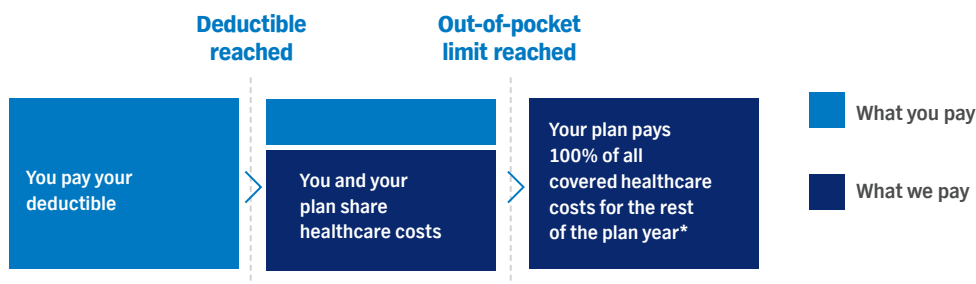 Deductible
reached
Out-of-pocket
limit reached
You pay your
deductible
You and your
plan share
healthcare costs
Your plan pays
100% of all
covered healthcare
costs for the rest
of the plan year*
What you pay
What we pay